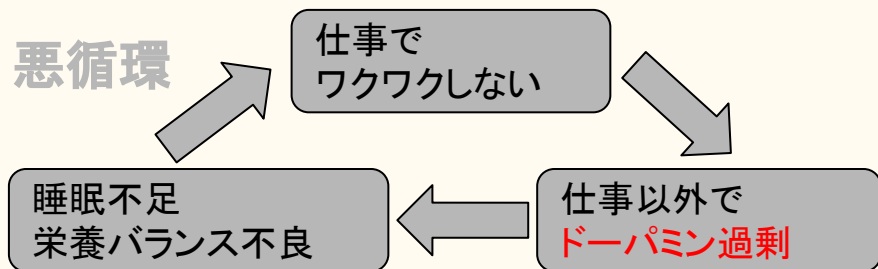 悪循環
仕事で
ワクワクしない
仕事以外で
ドーパミン過剰
睡眠不足
栄養バランス不良